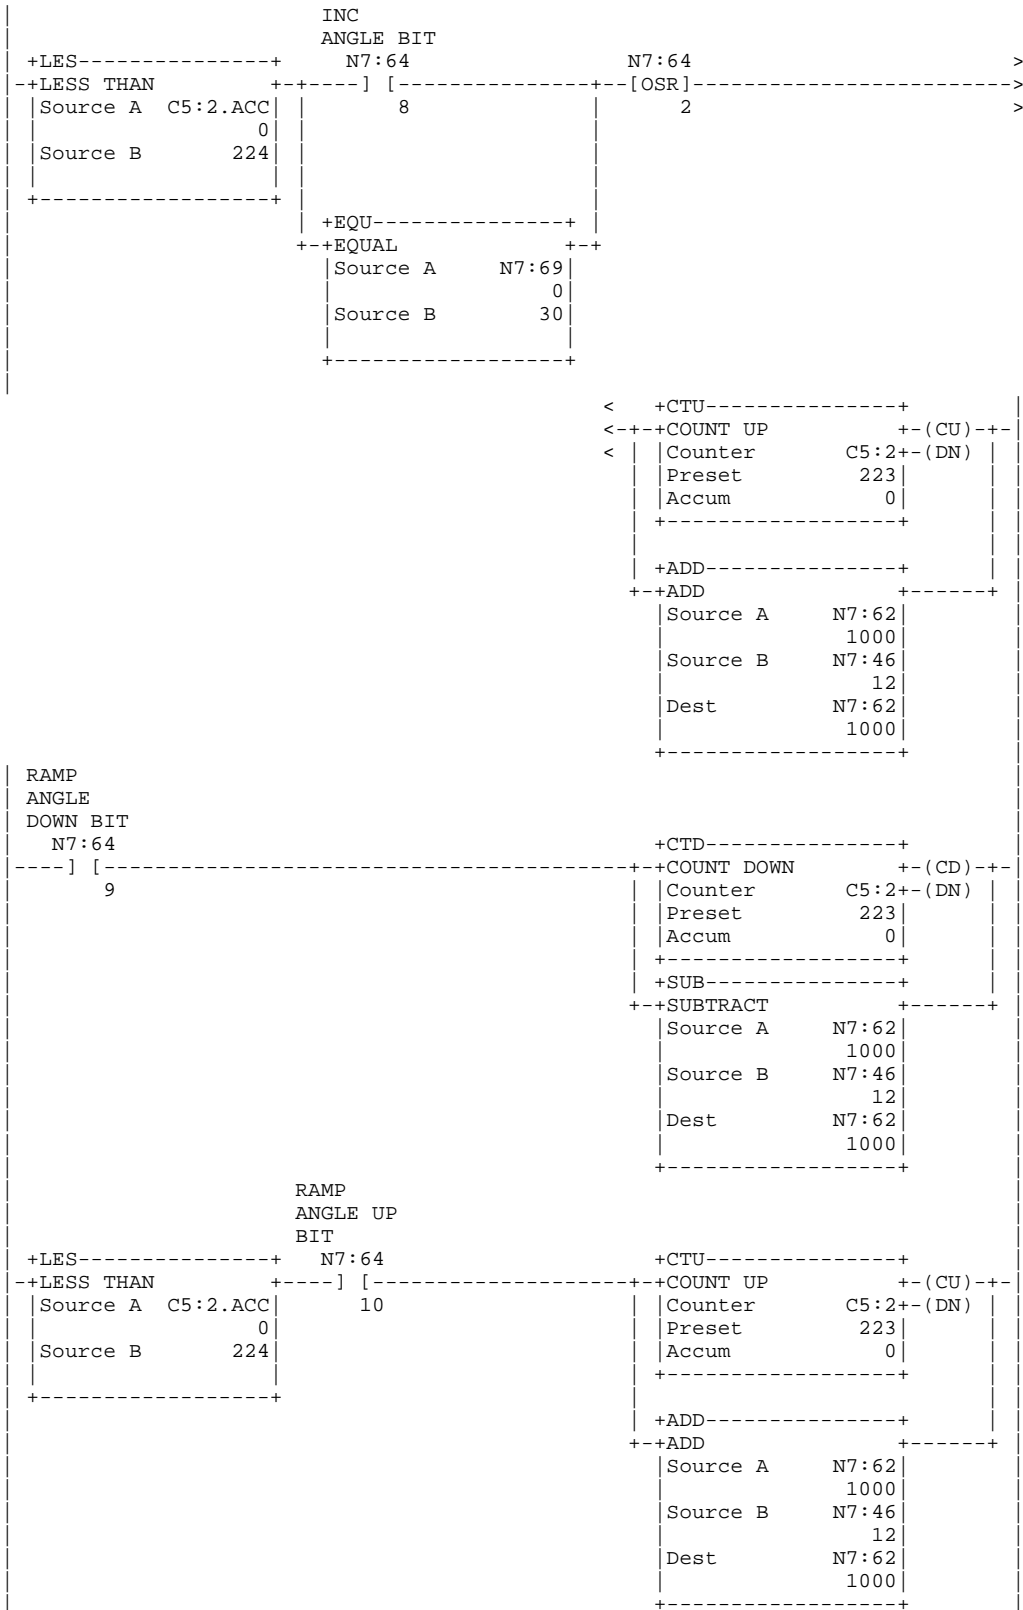 INC
ANGLE BIT
+LES---------------+ N7:64 N7:64 >
-+LESS THAN +-+----] [---------------+--[OSR]------------------------->
Source A C5:2.ACC 8 2 >
0
Source B 224
+------------------+
+EQU---------------+
+-+EQUAL +-+
Source A N7:69
0
Source B 30
+------------------+
< +CTU---------------+
<-+-+COUNT UP +-(CU)-+-
< Counter C5:2+-(DN)
Preset 223
Accum 0
+------------------+
+ADD---------------+
+-+ADD +------+
Source A N7:62
1000
Source B N7:46
12
Dest N7:62
1000
+------------------+
RAMP
ANGLE
DOWN BIT
N7:64 +CTD---------------+
----] [-----------------------------------------+-+COUNT DOWN +-(CD)-+-
9 Counter C5:2+-(DN)
Preset 223
Accum 0
+------------------+
+SUB---------------+
+-+SUBTRACT +------+
Source A N7:62
1000
Source B N7:46
12
Dest N7:62
1000
+------------------+
RAMP
ANGLE UP
BIT
+LES---------------+ N7:64 +CTU---------------+
-+LESS THAN +----] [--------------------+-+COUNT UP +-(CU)-+-
Source A C5:2.ACC 10 Counter C5:2+-(DN)
0 Preset 223
Source B 224 Accum 0
+------------------+
+------------------+
+ADD---------------+
+-+ADD +------+
Source A N7:62
1000
Source B N7:46
12
Dest N7:62
1000
+------------------+